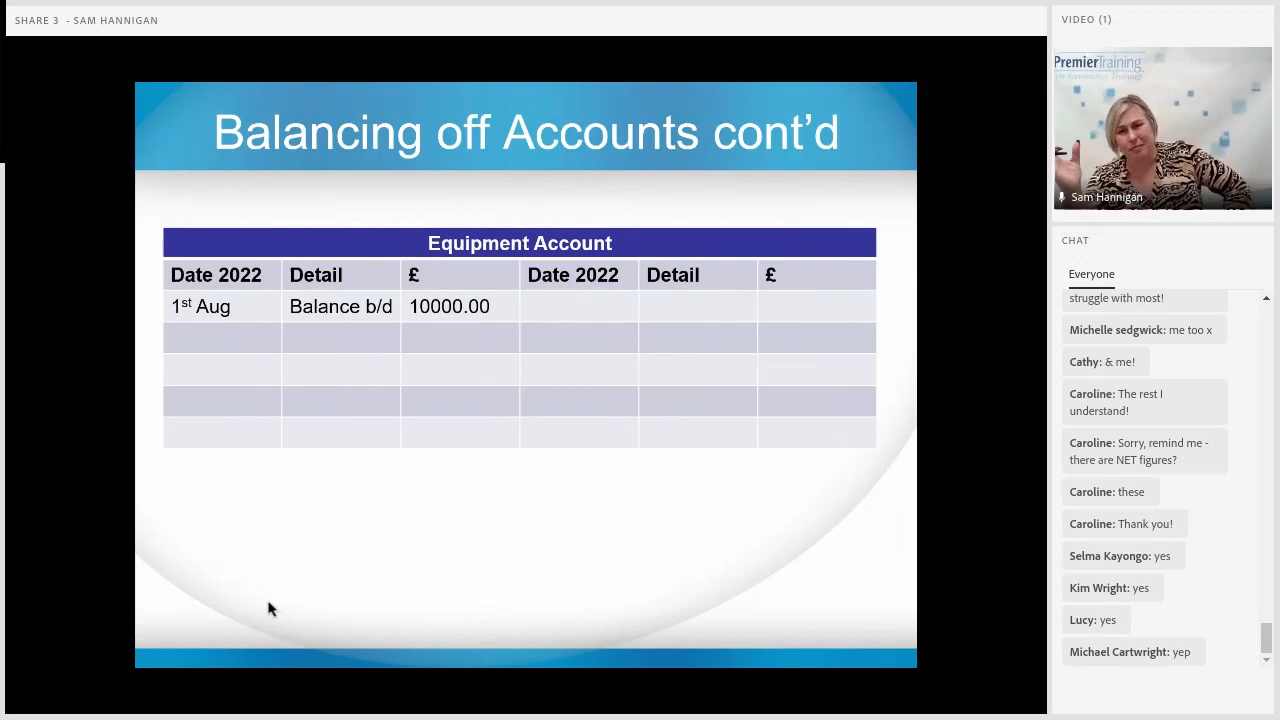 SHARE 3 - SAM HANNIGAN
Balancing off Accounts cont'd
Equipment Account
Date 2022 Detail £ Date 2022 Detail £
1st Aug Balance b/d 10000.00
VIDEO (1)
PremierTraining
Accountancy Training
Sam Hannigan
CHAT
Everyone
struggle with most!
Michelle sedgwick: me too x
Cathy: & me!
Caroline: The rest I
understand!
Caroline: Sorry, remind me -
there are NET figures?
Caroline: these
Caroline: Thank you!
Selma Kayongo: yes
Kim Wright: yes
Lucy: yes
Michael Cartwright: yep